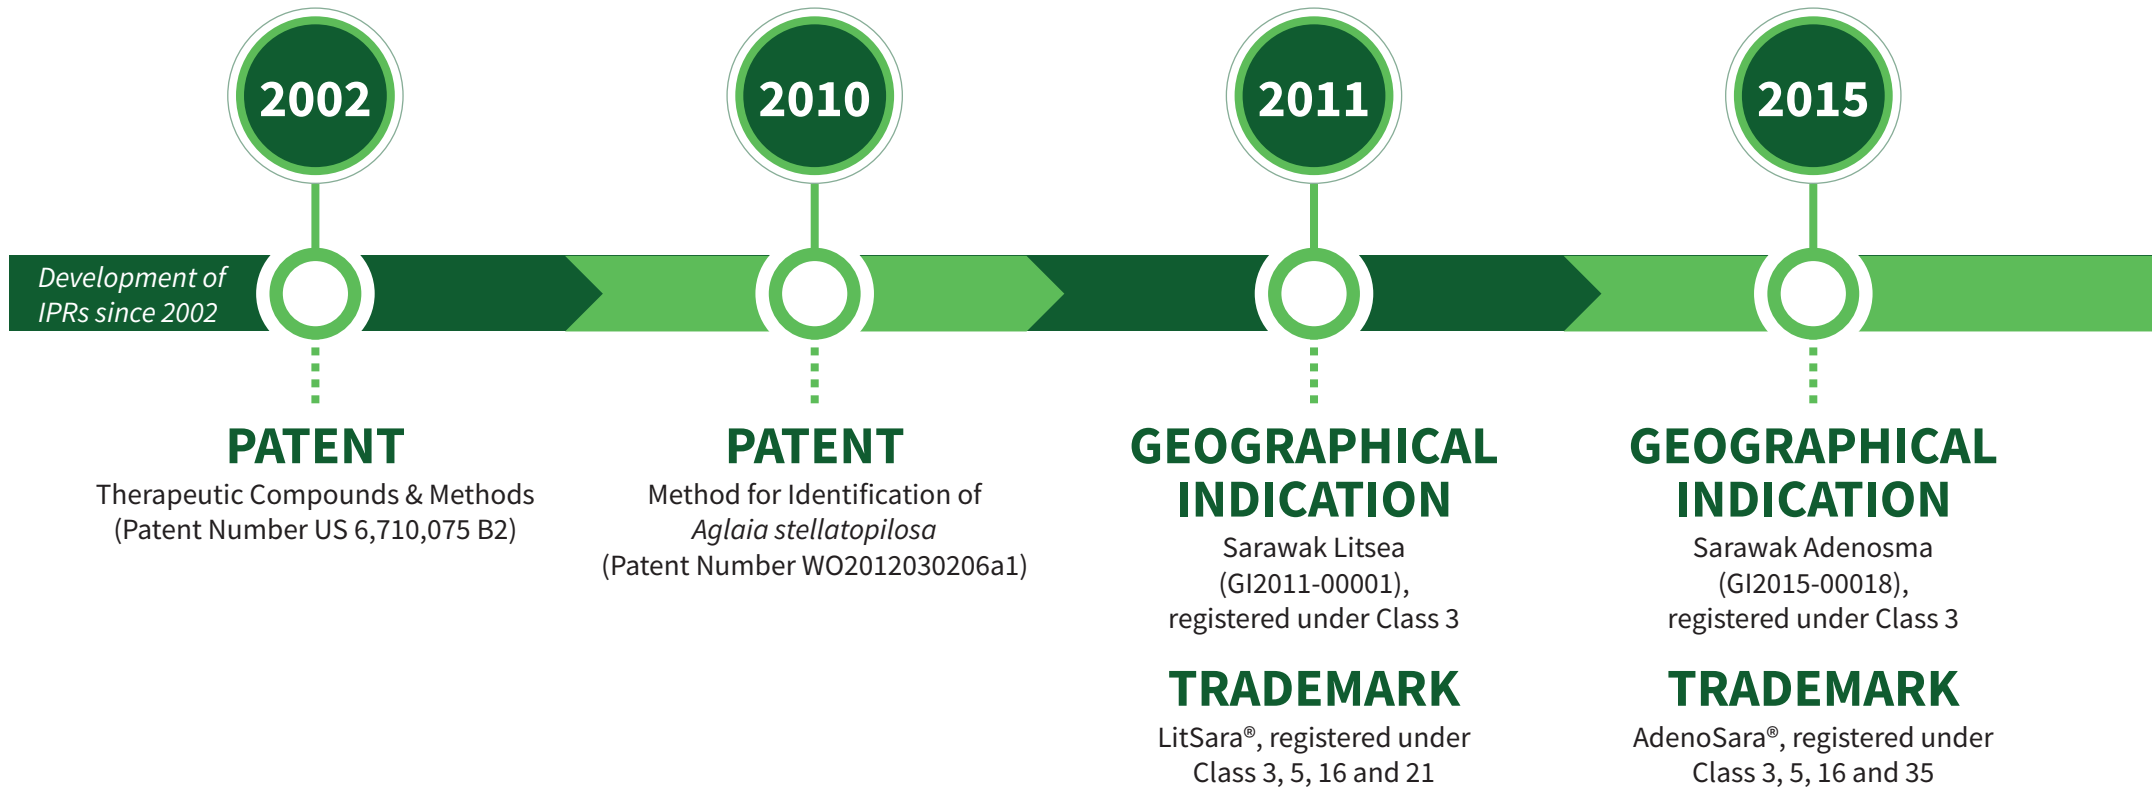 2002
2010
2011
2015
Development of
IPRs since 2002
PATENT
Therapeutic Compounds & Methods
(Patent Number US 6,710,075 B2)
PATENT
Method for Identification of
Aglaia stellatopilosa
(Patent Number WO2012030206a1)
GEOGRAPHICAL
INDICATION
Sarawak Litsea
(GI2011-00001),
registered under Class 3
TRADEMARK
LitSara®, registered under
Class 3, 5, 16 and 21
GEOGRAPHICAL
INDICATION
Sarawak Adenosma
(GI2015-00018),
registered under Class 3
TRADEMARK
AdenoSara®, registered under
Class 3, 5, 16 and 35